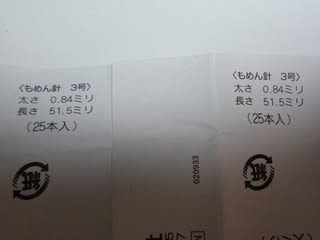 〈もめん針 3号〉
太さ 0.84ミリ
長さ 51.5ミリ
(25本入)
020933
〈もめん針 3号〉
太さ 0.84ミリ
長さ 51.5ミリ
(25本入)